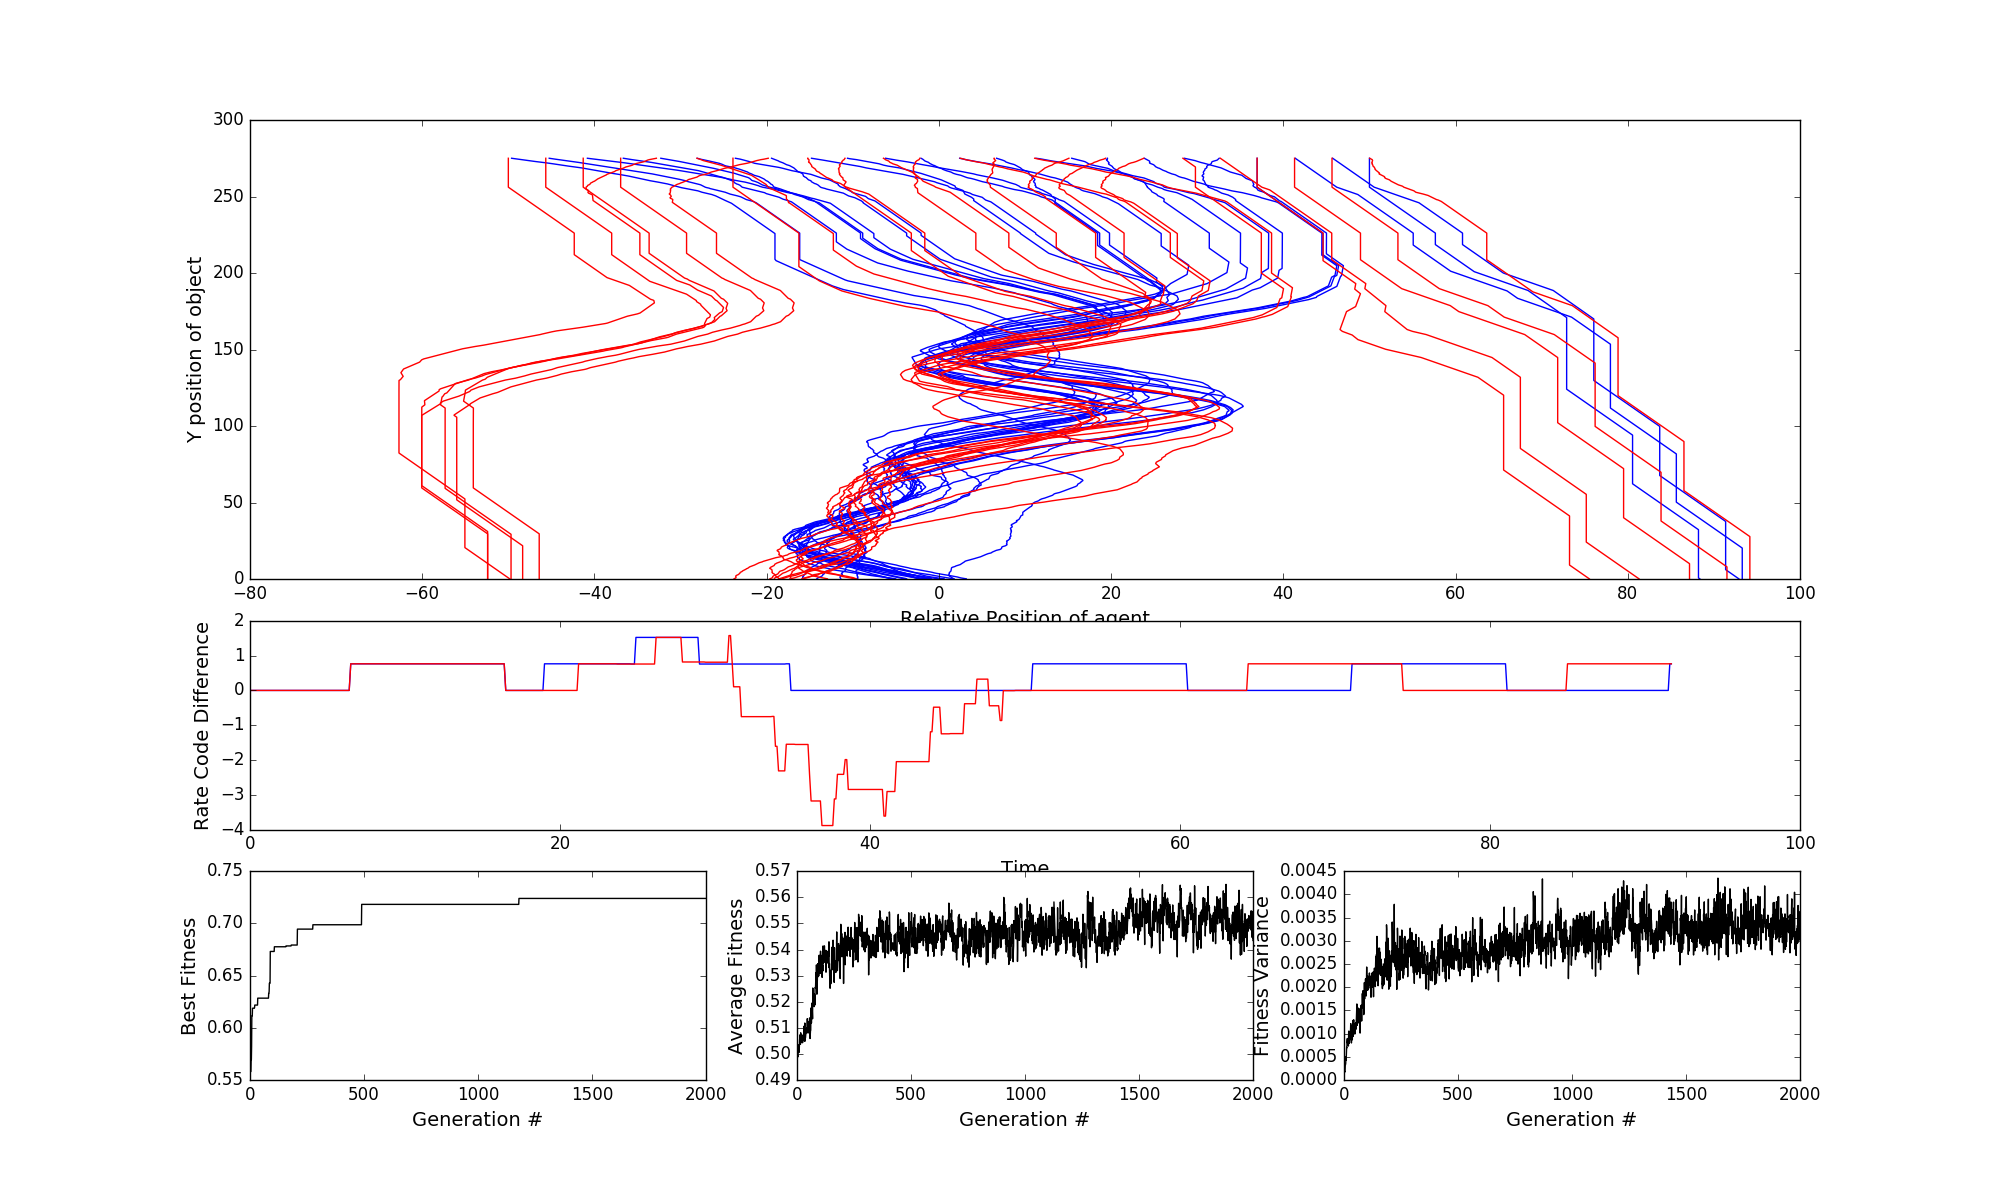 300
250
200
150
100
50
0
Y position of object
−80 −60 −40 −20 0 20 40 60 80 100
Relative Position of agent
2
1
0
−1
−2
−3
−4
Rate Code Difference
0 20 40 60 80 100
Time
0.75
0.70
0.65
0.60
0.55
Best Fitness
0 500 1000 1500 2000
Generation #
0.57
0.56
0.55
0.54
0.53
0.52
0.51
0.50
0.49
Average Fitness
0 500 1000 1500 2000
Generation #
0.0045
0.0040
0.0035
0.0030
0.0025
0.0020
0.0015
0.0010
0.0005
0.0000
Fitness Variance
0 500 1000 1500 2000
Generation #